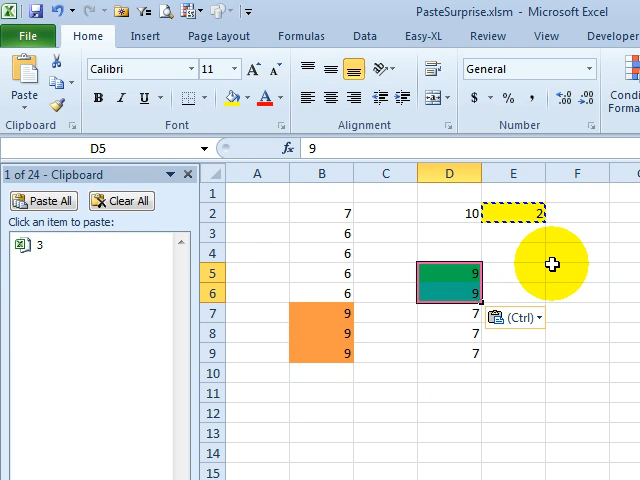 PasteSurprise.xlsm - Microsoft Excel
File Home Insert Page Layout Formulas Data Easy-XL Review View Developer
Paste
Calibri 11 A A General
B I U A $ % , .00 .0
Clipboard Font Alignment Number
D5 fx 9
1 of 24 - Clipboard
Paste All Clear All
Click an item to paste:
3
A B C D E F
1
2 7 10 2
3 6
4 6
5 6 9
6 6 9
7 9 7 (Ctrl)
8 9 7
9 9 7
10
11
12
13
14
15